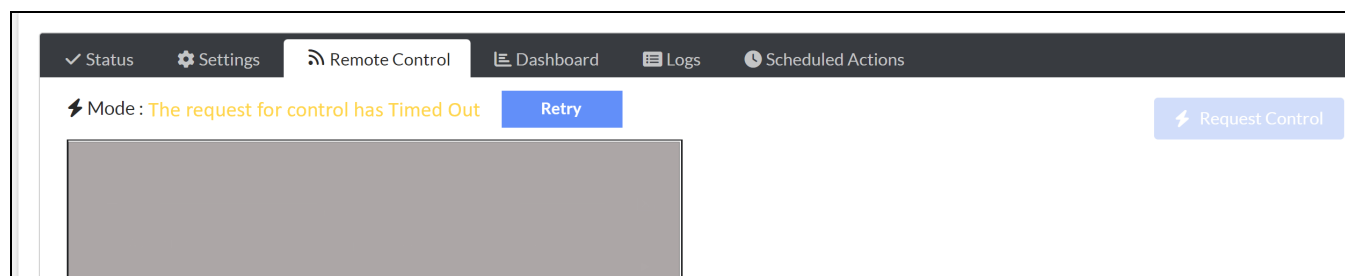 Status Settings Remote Control Dashboard Logs Scheduled Actions
Mode : The request for control has Timed Out Retry
Request Control